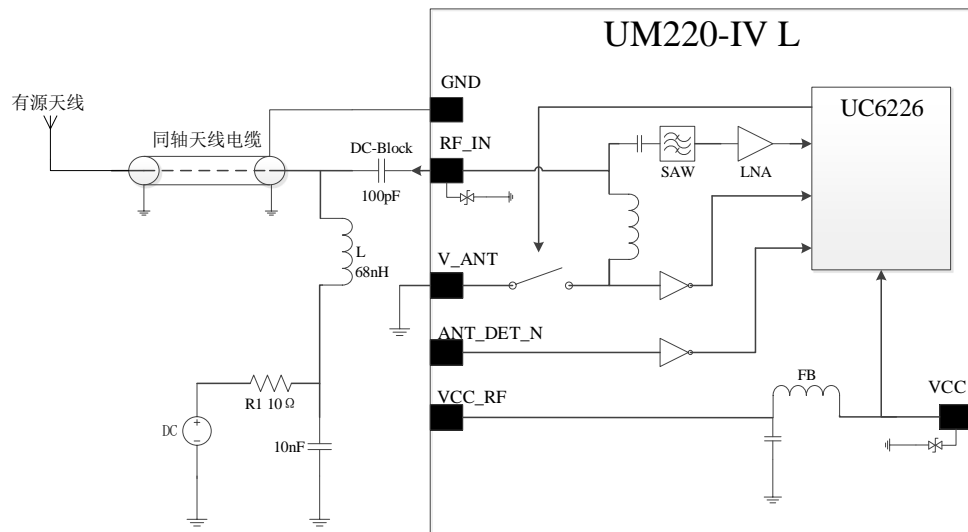 UM220-IV L
GND
有源天线
同轴天线电缆
UC6226
DC-Block
RF_IN
100pF
SAW
LNA
V_ANT
L
68nH
ANT_DET_N
VCC_RF
FB
VCC
R1 10Ω
DC
10nF